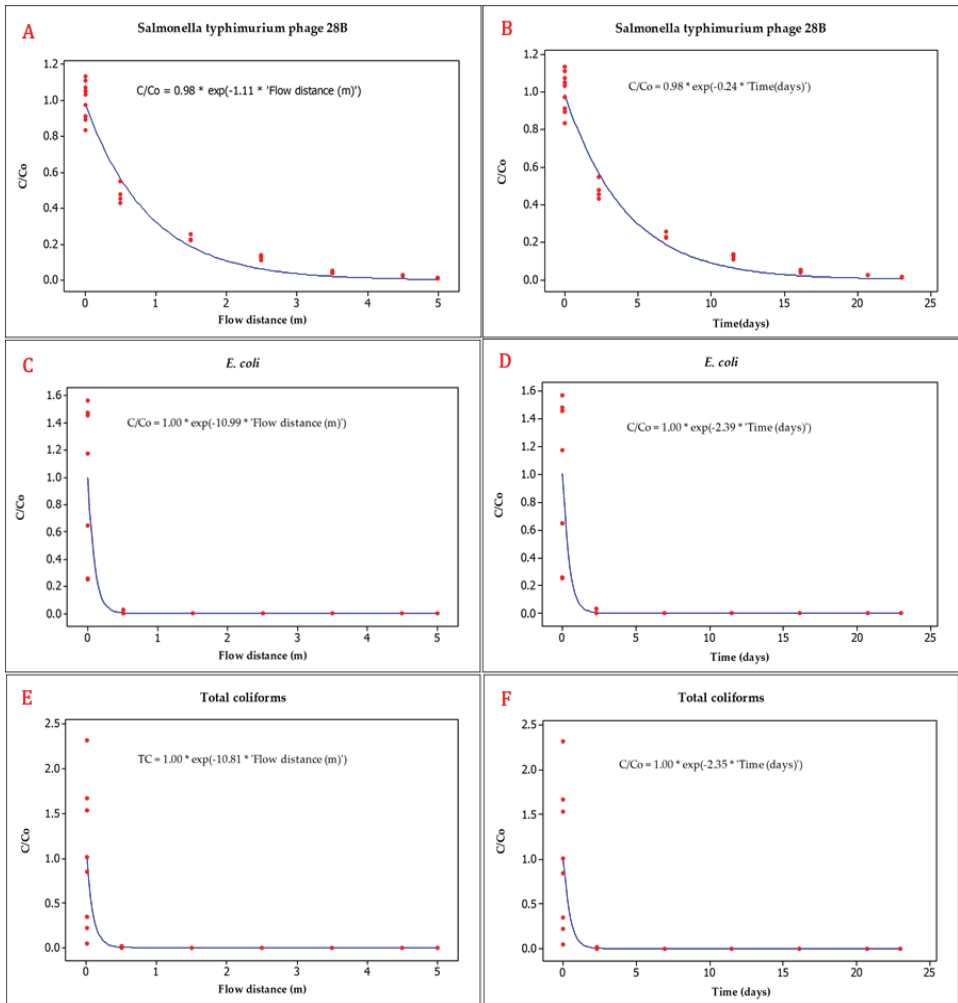 A
Salmonella typhimurium phage 28B
C/Co = 0.98 * exp(-1.11 * 'Flow distance (m)')
C/Co
1.2
1.0
0.8
0.6
0.4
0.2
0.0
0 1 2 3 4 5
Flow distance (m)
B
Salmonella typhimurium phage 28B
C/Co = 0.98 * exp(-0.24 * 'Time(days)')
C/Co
1.2
1.0
0.8
0.6
0.4
0.2
0.0
0 5 10 15 20 25
Time(days)
C
E. coli
C/Co = 1.00 * exp(-10.99 * 'Flow distance (m)')
C/Co
1.6
1.4
1.2
1.0
0.8
0.6
0.4
0.2
0.0
0 1 2 3 4 5
Flow distance (m)
D
E. coli
C/Co = 1.00 * exp(-2.39 * 'Time (days)')
C/Co
1.6
1.4
1.2
1.0
0.8
0.6
0.4
0.2
0.0
0 5 10 15 20 25
Time (days)
E
Total coliforms
TC = 1.00 * exp(-10.81 * 'Flow distance (m)')
C/Co
2.5
2.0
1.5
1.0
0.5
0.0
0 1 2 3 4 5
Flow distance (m)
F
Total coliforms
C/Co = 1.00 * exp(-2.35 * 'Time (days)')
C/Co
2.5
2.0
1.5
1.0
0.5
0.0
0 5 10 15 20 25
Time (days)